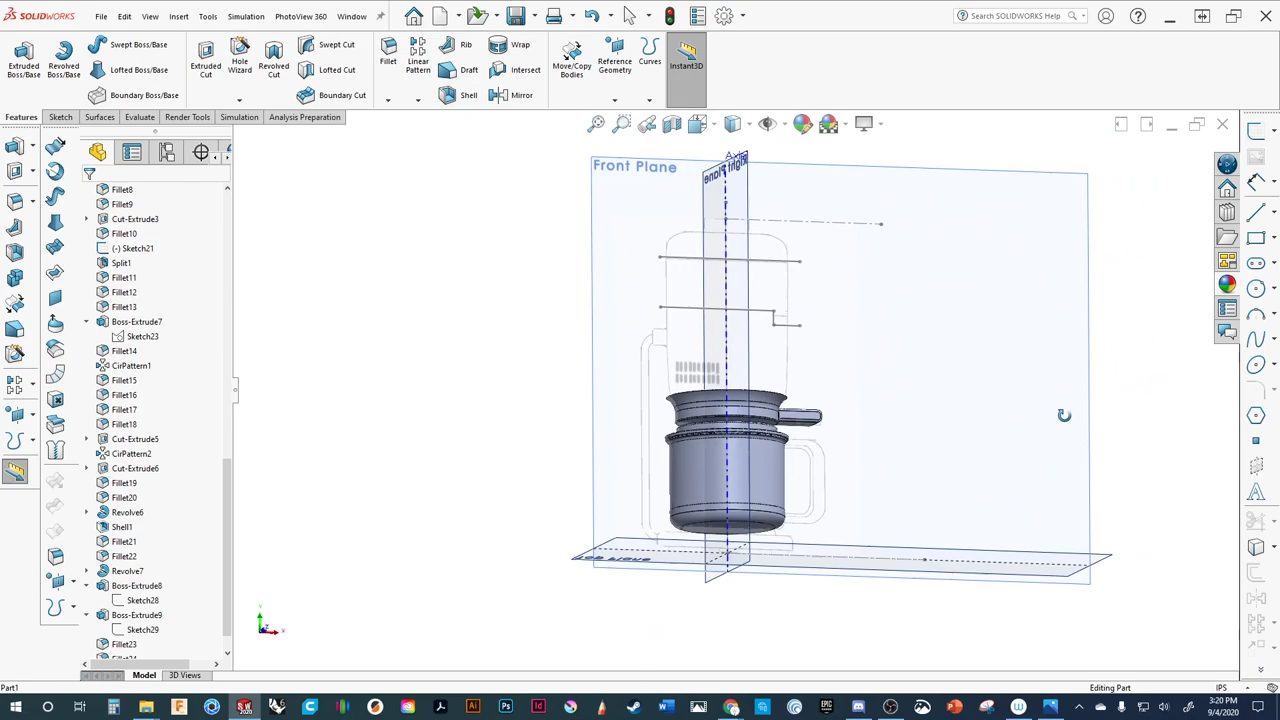 SOLIDWORKS File Edit View Insert Tools Simulation PhotoView 360 Window Search SOLIDWORKS Help
Extruded Boss/Base
Revolved Boss/Base
Swept Boss/Base
Lofted Boss/Base
Boundary Boss/Base
Extruded Cut
Hole Wizard
Revolved Cut
Swept Cut
Lofted Cut
Boundary Cut
Fillet
Linear Pattern
Rib
Draft
Shell
Wrap
Intersect
Mirror
Move/Copy Bodies
Reference Geometry
Curves
Instant3D
Features Sketch Surfaces Evaluate Render Tools Simulation Analysis Preparation
Fillet8
Fillet9
Cut-Extrude3
Fillet10
(-) Sketch21
Split1
Fillet11
Fillet12
Fillet13
Boss-Extrude7
Sketch23
Fillet14
CirPattern1
Fillet15
Fillet16
Fillet17
Fillet18
Cut-Extrude5
CirPattern2
Cut-Extrude6
Fillet19
Fillet20
Revolve6
Shell1
Fillet21
Fillet22
Revolve7
Boss-Extrude8
Sketch28
Boss-Extrude9
Sketch29
Fillet23
Front Plane
Right Plane
Y
X
Z
Model 3D Views
Part1 Editing Part IPS
3:20 PM
9/4/2020